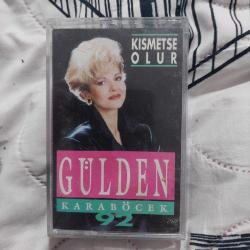 KISMETSE
OLUR
GÜLDEN
KARABÖCEK
92